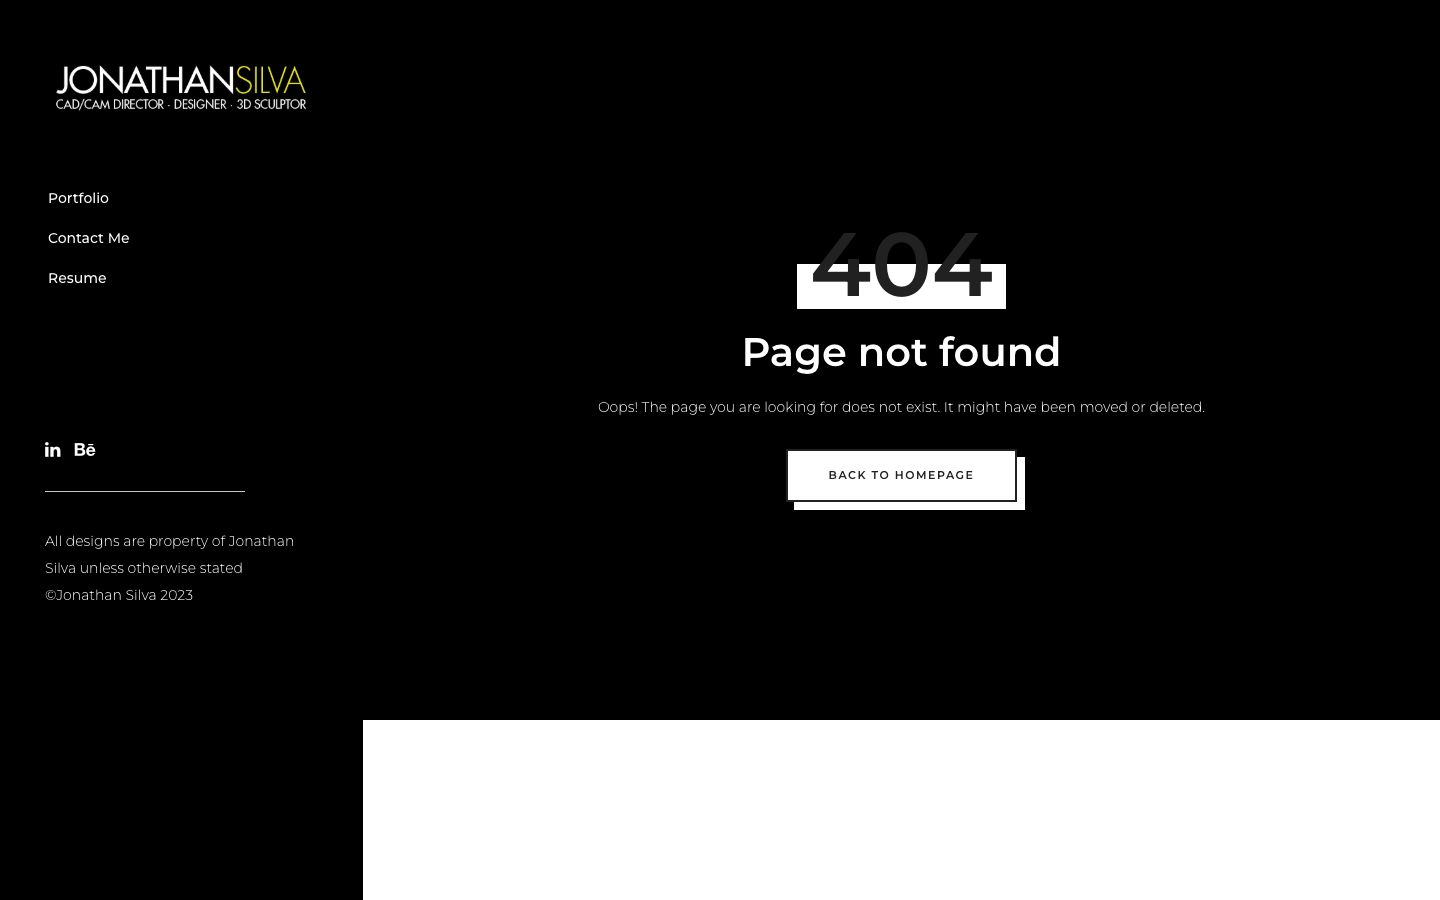 JONATHANSILVA
CAD/CAM DIRECTOR · DESIGNER · 3D SCULPTOR
Portfolio
Contact Me
Resume
Bē
All designs are property of Jonathan
Silva unless otherwise stated
©Jonathan Silva 2023
404
Page not found
Oops! The page you are looking for does not exist. It might have been moved or deleted.
BACK TO HOMEPAGE